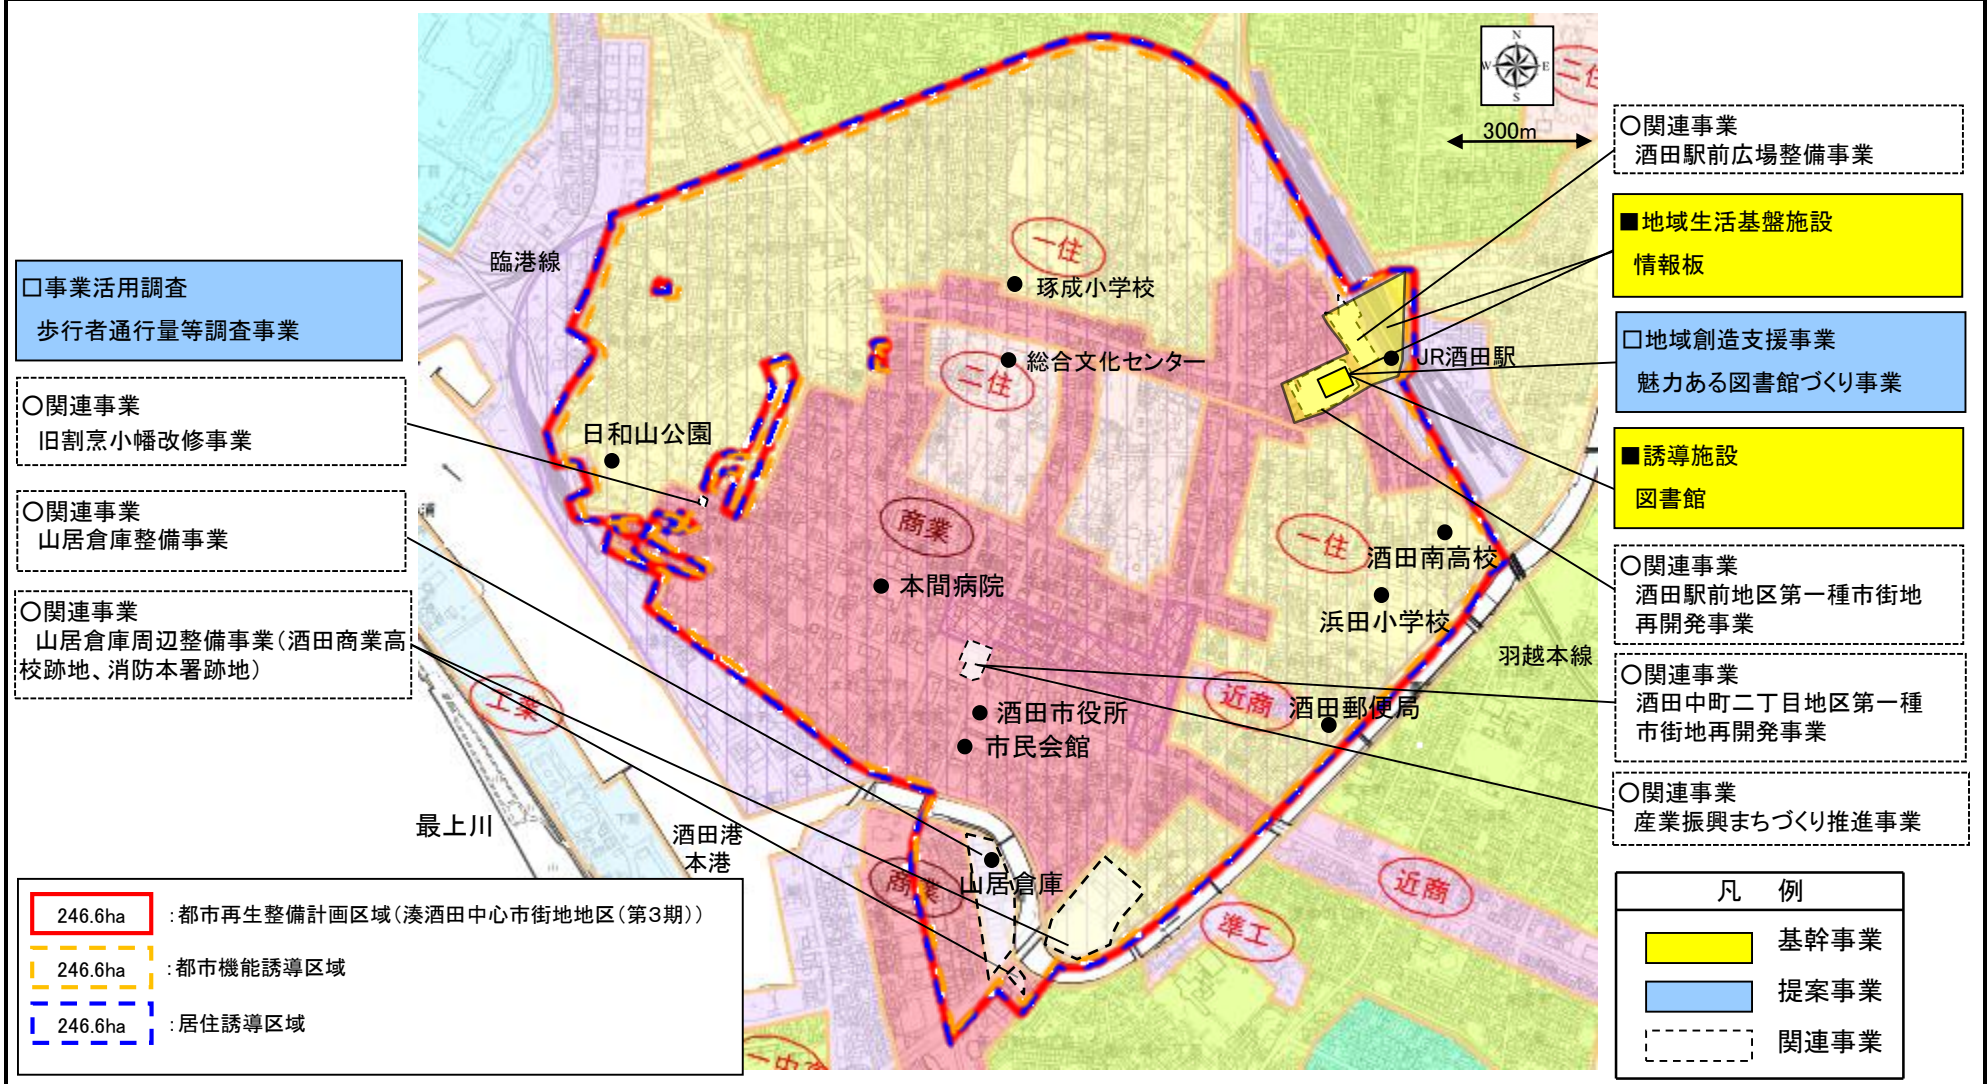 □事業活用調査
歩行者通行量等調査事業
○関連事業
旧割烹小幡改修事業
○関連事業
山居倉庫整備事業
○関連事業
山居倉庫周辺整備事業(酒田商業高
校跡地、消防本署跡地)
N
W
E
S
300m
二住
一住
臨港線
琢成小学校
総合文化センター
二住
JR酒田駅
日和山公園
商業
一住
酒田南高校
本間病院
浜田小学校
羽越本線
工業
近商
酒田郵便局
酒田市役所
市民会館
最上川
酒田港
本港
商業
山居倉庫
近商
準工
○関連事業
酒田駅前広場整備事業
■地域生活基盤施設
情報板
□地域創造支援事業
魅力ある図書館づくり事業
■誘導施設
図書館
○関連事業
酒田駅前地区第一種市街地
再開発事業
○関連事業
酒田中町二丁目地区第一種
市街地再開発事業
○関連事業
産業振興まちづくり推進事業
246.6ha :都市再生整備計画区域(湊酒田中心市街地地区(第3期))
246.6ha :都市機能誘導区域
246.6ha :居住誘導区域
凡 例
基幹事業
提案事業
関連事業